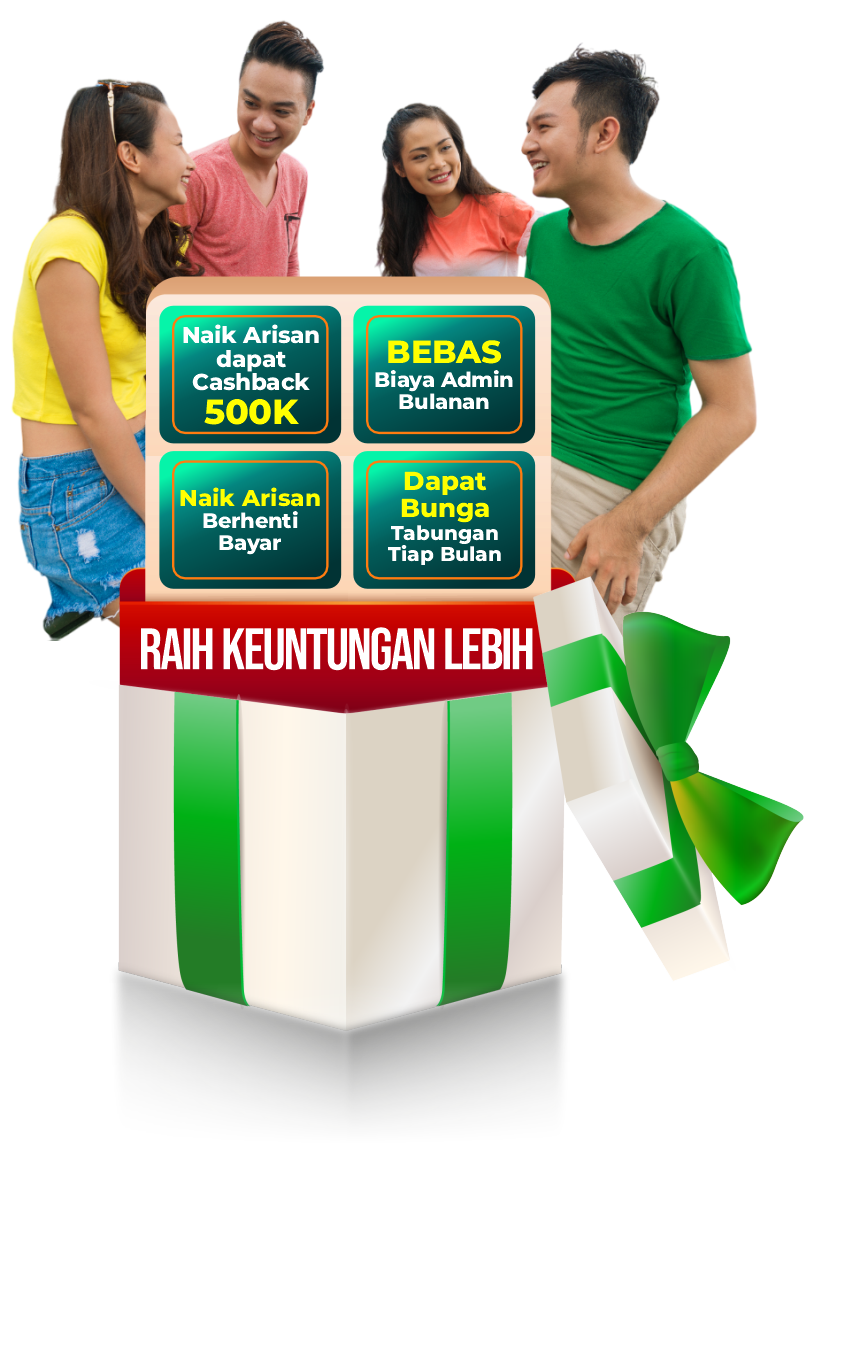 Naik Arisan
dapat
Cashback
500K
BEBAS
Biaya Admin
Bulanan
Naik Arisan
Berhenti
Bayar
Dapat
Bunga
Tabungan
Tiap Bulan
RAIH KEUNTUNGAN LEBIH